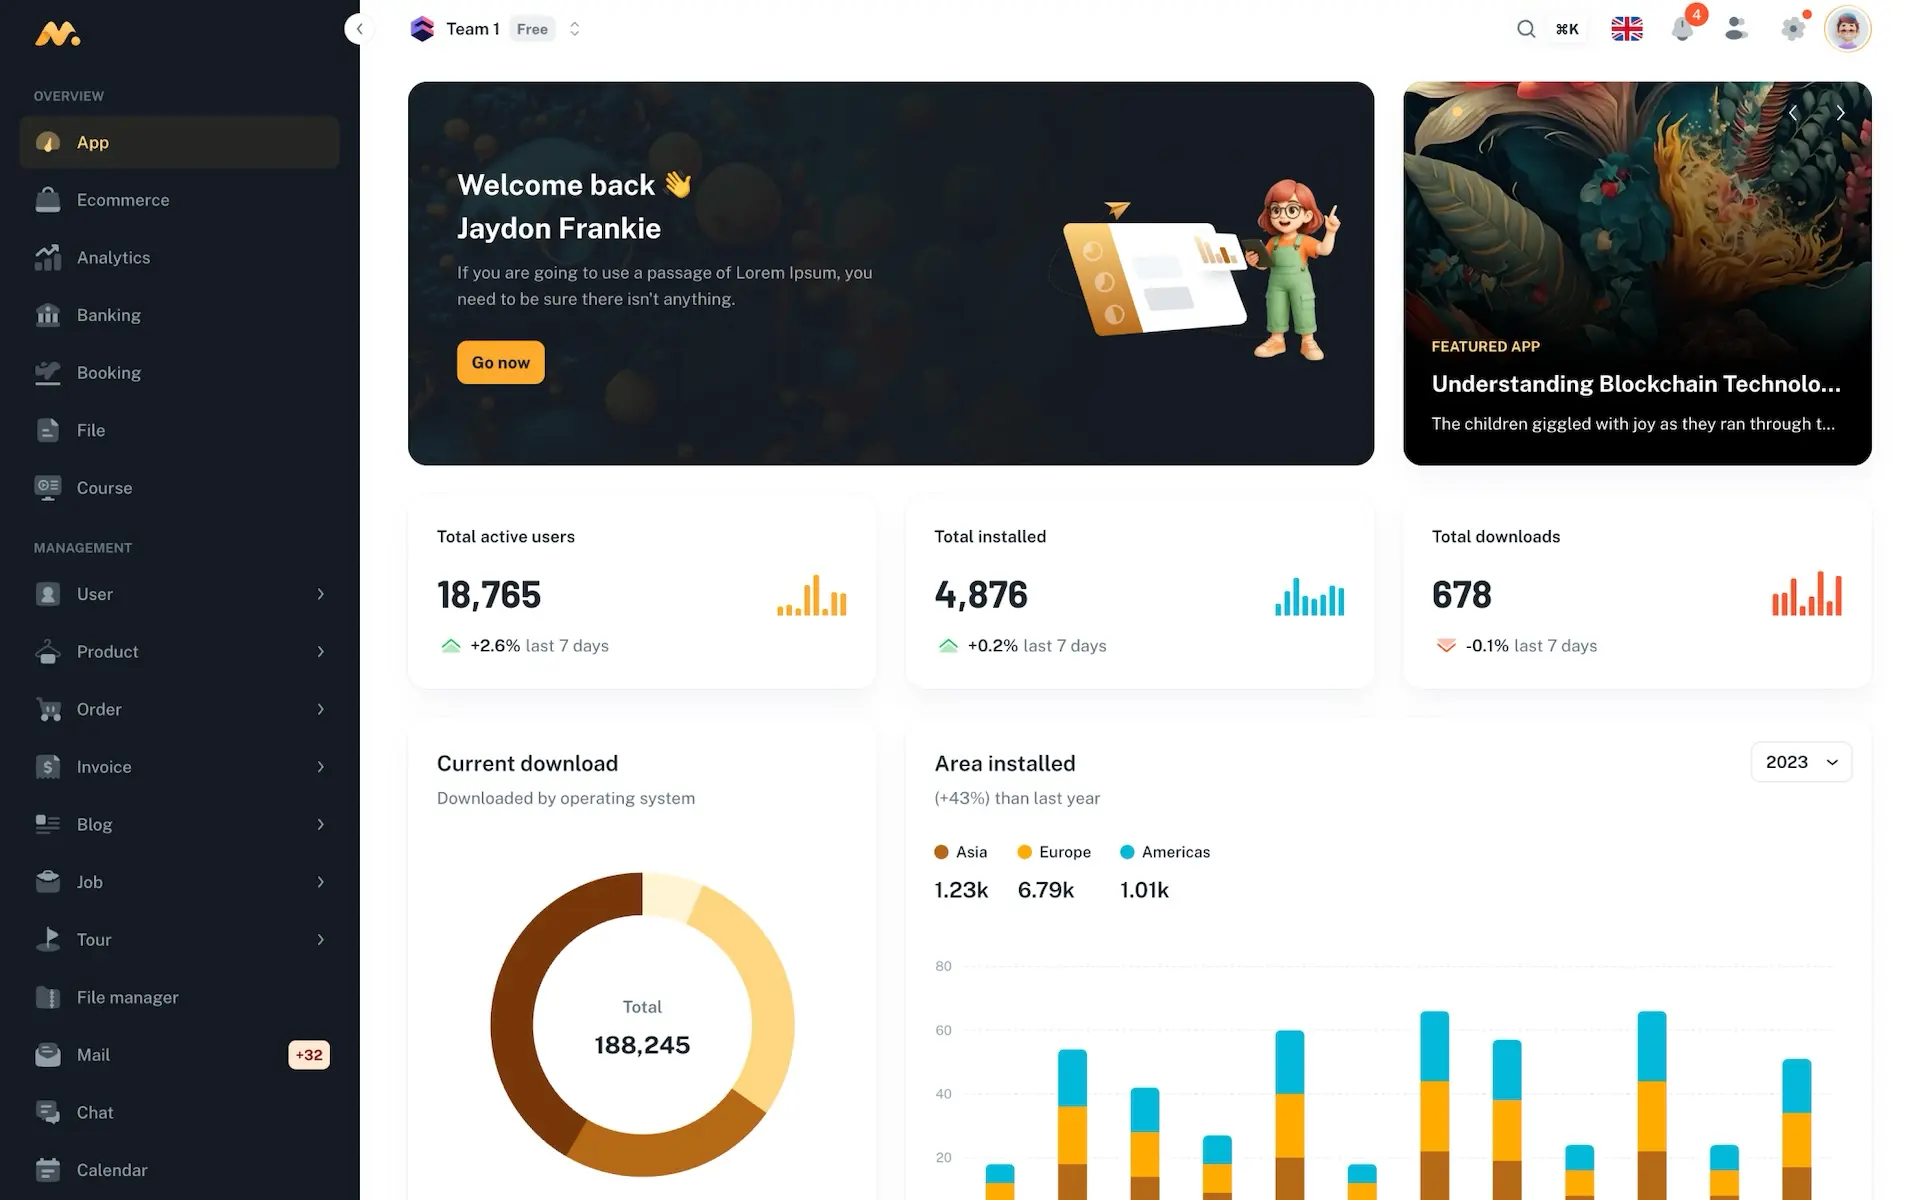 OVERVIEW
App
Ecommerce
Analytics
Banking
Booking
File
Course
MANAGEMENT
User
Product
Order
Invoice
Blog
Job
Tour
File manager
Mail
+32
Chat
Calendar
Team 1
Free
⌘K
4
Welcome back 👋
Jaydon Frankie
If you are going to use a passage of Lorem Ipsum, you
need to be sure there isn't anything.
Go now
FEATURED APP
Understanding Blockchain Technolo...
The children giggled with joy as they ran through t...
Total active users
18,765
+2.6% last 7 days
Total installed
4,876
+0.2% last 7 days
Total downloads
678
-0.1% last 7 days
Current download
Downloaded by operating system
Total
188,245
Area installed
(+43%) than last year
2023
Asia
1.23k
Europe
6.79k
Americas
1.01k
80
60
40
20